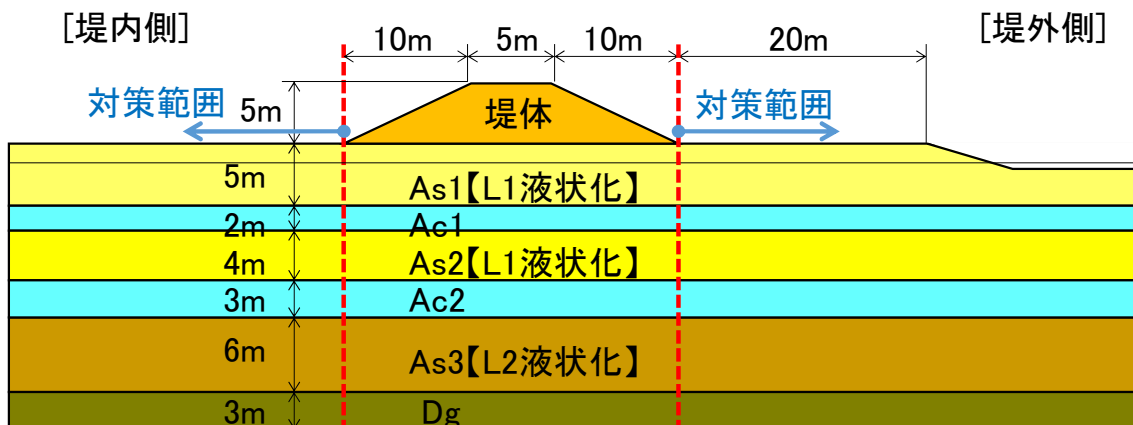 [堤内側]
[堤外側]
10m
5m
10m
20m
対策範囲
5m
堤体
対策範囲
5m
As1【L1液状化】
2m
Ac1
4m
As2【L1液状化】
3m
Ac2
6m
As3【L2液状化】
3m
Dg